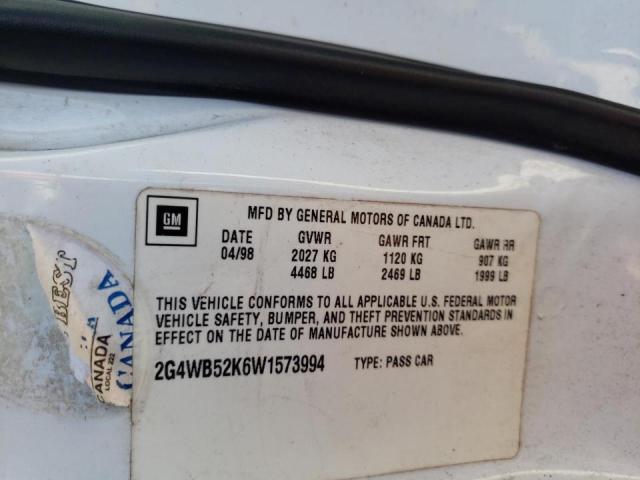 GM
MFD BY GENERAL MOTORS OF CANADA LTD.
DATE GVWR GAWR FRT GAWR RR
04/98 2027 KG 1120 KG 907 KG
4468 LB 2469 LB 1999 LB
THIS VEHICLE CONFORMS TO ALL APPLICABLE U.S. FEDERAL MOTOR
VEHICLE SAFETY, BUMPER, AND THEFT PREVENTION STANDARDS IN
EFFECT ON THE DATE OF MANUFACTURE SHOWN ABOVE.
2G4WB52K6W1573994 TYPE: PASS CAR
BEST
CANADA
CANADA
LOCAL 222